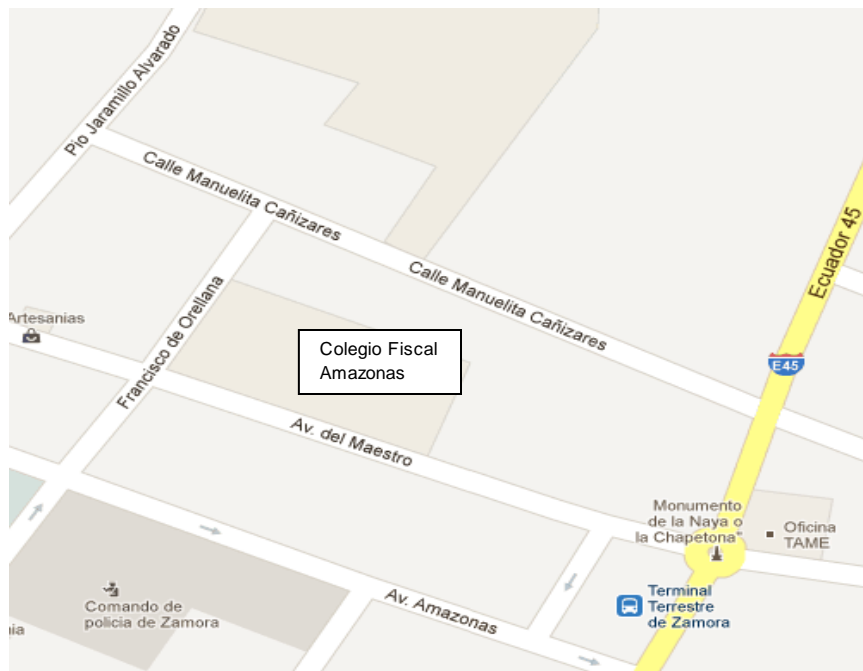 Pio Jaramillo Alvarado
Calle Manuelita Cañizares
Calle Manuelita Cañizares
Ecuador 45
Artesanias
Francisco de Orellana
Colegio Fiscal
Amazonas
E45
Av. del Maestro
Monumento
de la Naya o
la Chapetona"
Oficina
TAME
Comando de
policia de Zamora
Av. Amazonas
Terminal
Terrestre
de Zamora